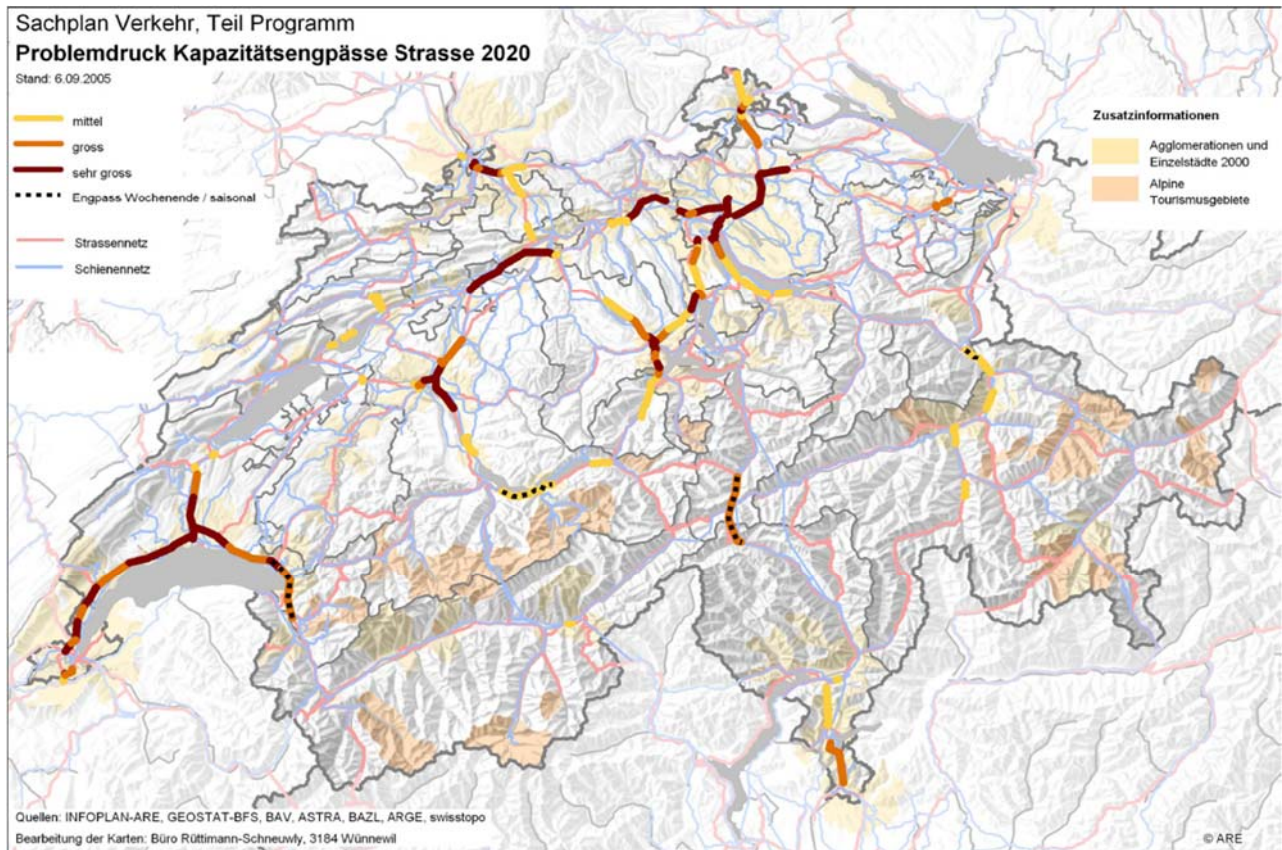 Sachplan Verkehr, Teil Programm
Problemdruck Kapazitätsengpässe Strasse 2020
Stand: 6.09.2005
mittel
gross
sehr gross
Engpass Wochenende / saisonal
Strassennetz
Schienennetz
Zusatzinformationen
Agglomerationen und
Einzelstädte 2000
Alpine
Tourismusgebiete
Quellen: INFOPLAN-ARE, GEOSTAT-BFS, BAV, ASTRA, BAZL, ARGE, swisstopo
Bearbeitung der Karten: Büro Rüttimann-Schneuwly, 3184 Wünnewil
© ARE